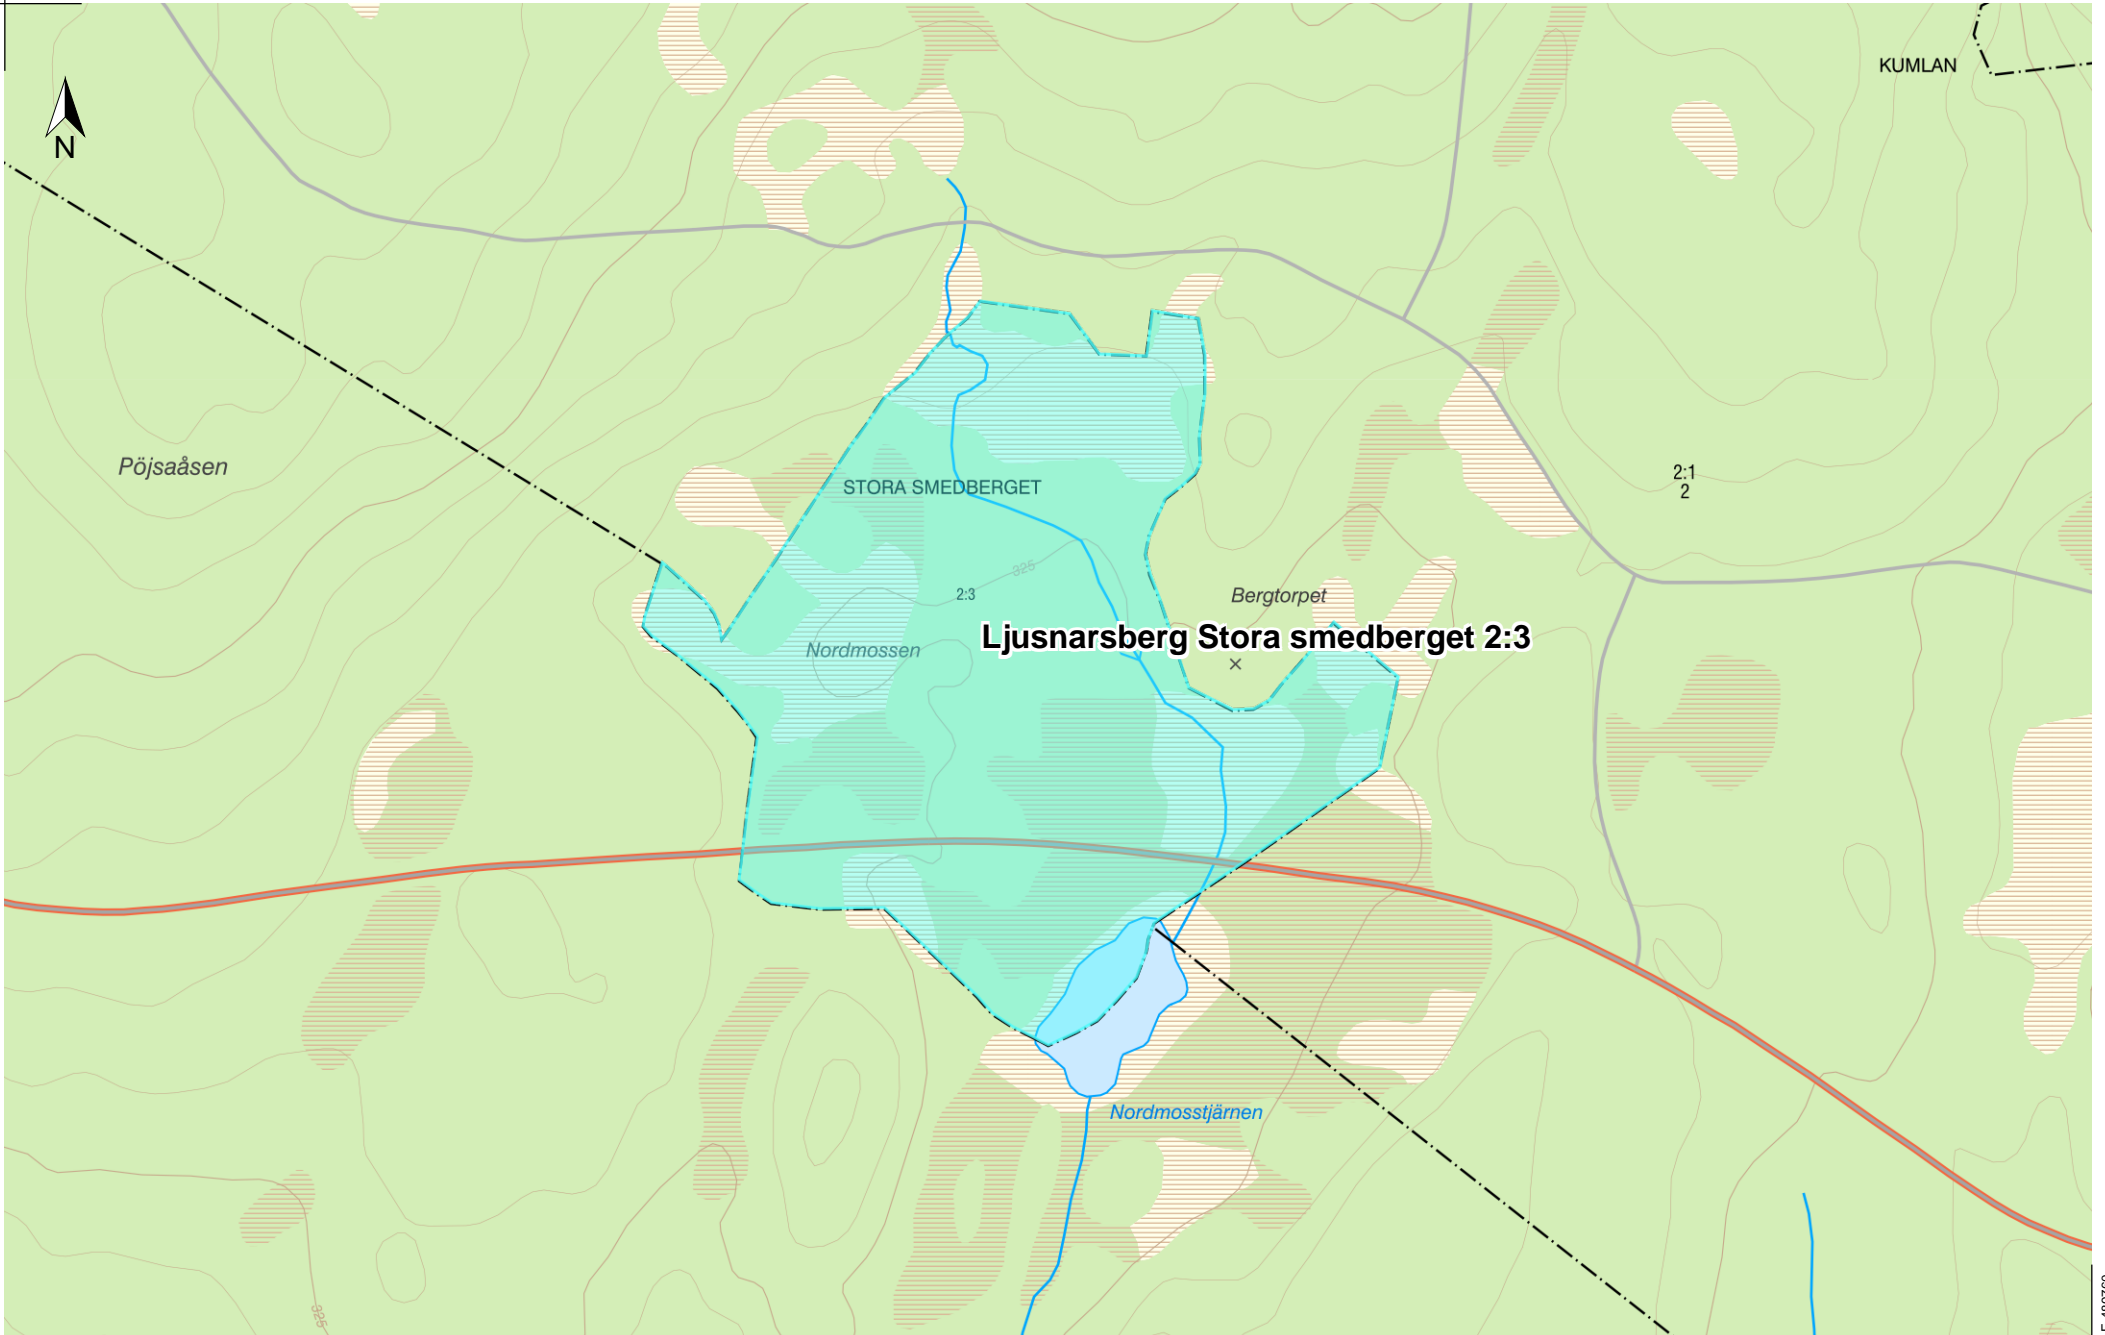 KUMLAN
N
Pöjsaåsen
2:1
2
STORA SMEDBERGET
325
2:3
Bergtorpet
Ljusnarsberg Stora smedberget 2:3
Nordmossen
Nordmosstjärnen
325